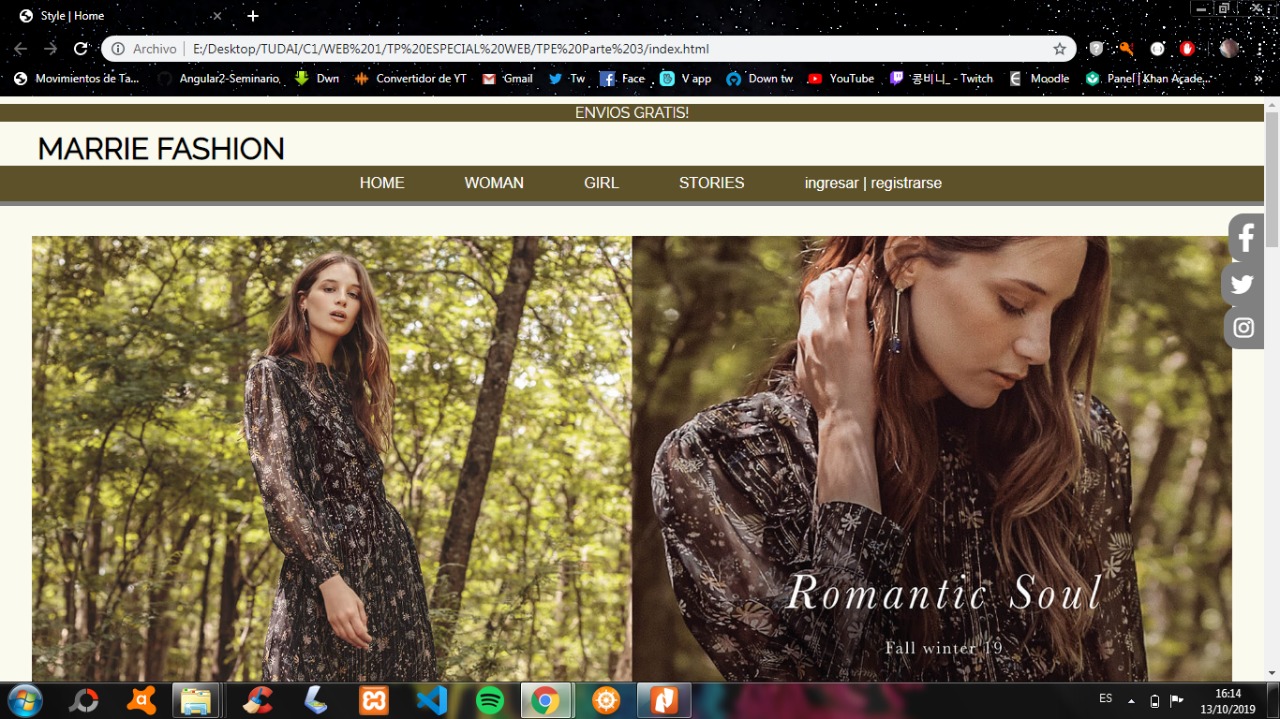 Style | Home
Archivo | E:/Desktop/TUDAI/C1/WEB%201/TP%20ESPECIAL%20WEB/TPE%20Parte%203/index.html
Movimientos de Ta... Angular2-Seminario, Dwn Convertidor de YT Gmail Tw Face V app Down tw YouTube 콩비니_ - Twitch Moodle Panel | Khan Acade... »
ENVIOS GRATIS!
MARRIE FASHION
HOME WOMAN GIRL STORIES ingresar | registrarse
Romantic Soul
Fall winter 19
ES 16:14
13/10/2019